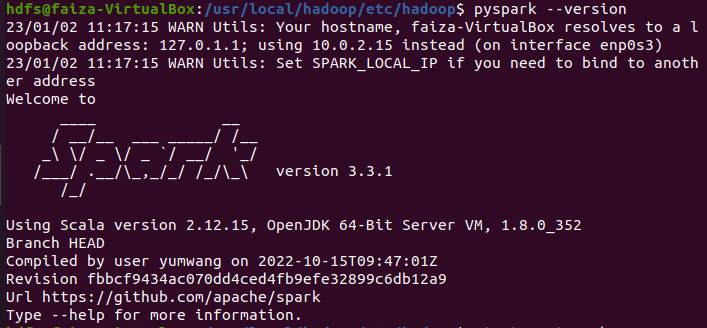 hdfs@faiza-VirtualBox:/usr/local/hadoop/etc/hadoop$ pyspark --version
23/01/02 11:17:15 WARN Utils: Your hostname, faiza-VirtualBox resolves to a l
oopback address: 127.0.1.1; using 10.0.2.15 instead (on interface enp0s3)
23/01/02 11:17:15 WARN Utils: Set SPARK_LOCAL_IP if you need to bind to anoth
er address
Welcome to
      ____              __
     / __/__  ___ _____/ /__
    _\ \/ _ \/ _ `/ __/  '_/
   /___/ .__/\_,_/_/ /_/\_\   version 3.3.1
      /_/
Using Scala version 2.12.15, OpenJDK 64-Bit Server VM, 1.8.0_352
Branch HEAD
Compiled by user yumwang on 2022-10-15T09:47:01Z
Revision fbbcf9434ac070dd4ced4fb9efe32899c6db12a9
Url https://github.com/apache/spark
Type --help for more information.